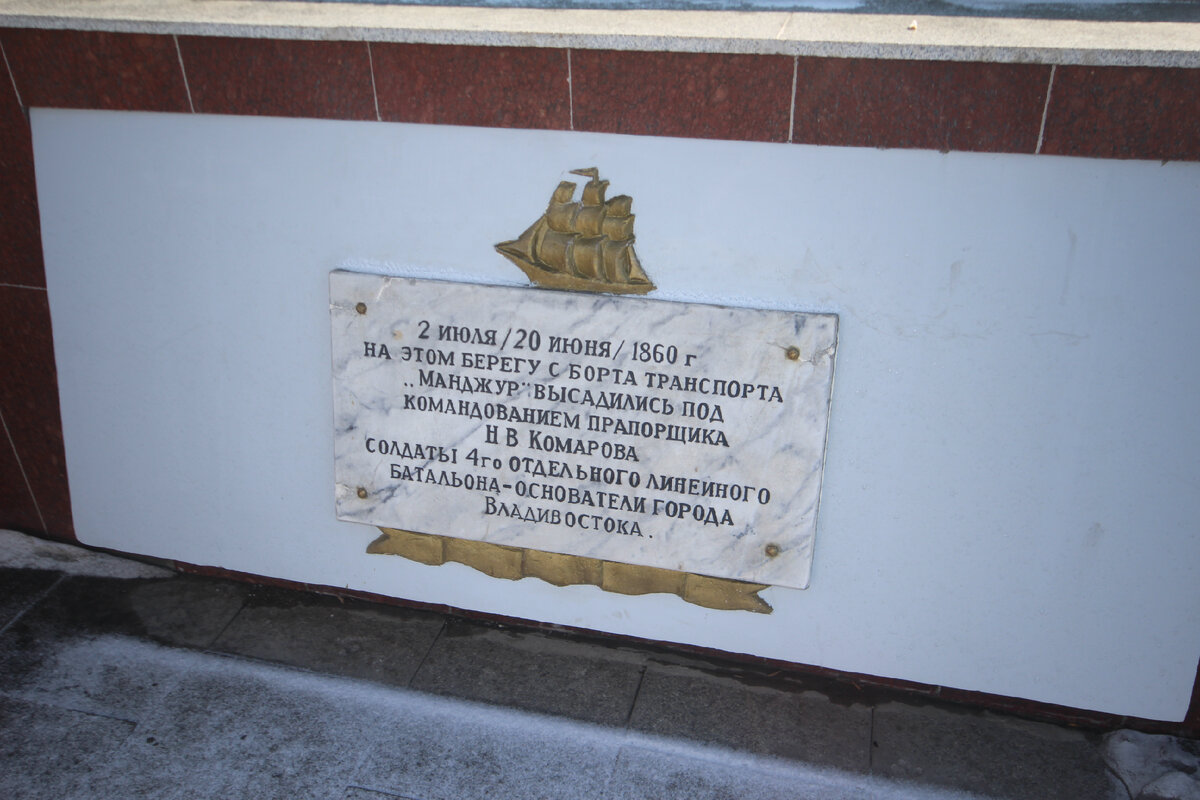 2 ИЮЛЯ/20 ИЮНЯ/1860 г
НА ЭТОМ БЕРЕГУ С БОРТА ТРАНСПОРТА
„МАНДЖУР" ВЫСАДИЛИСЬ ПОД
КОМАНДОВАНИЕМ ПРАПОРЩИКА
Н В КОМАРОВА
СОЛДАТЫ 4го ОТДЕЛЬНОГО ЛИНЕИНОГО
БАТАЛЬОНА-ОСНОВАТЕЛИ ГОРОДА
ВЛАДИВОСТОКА.